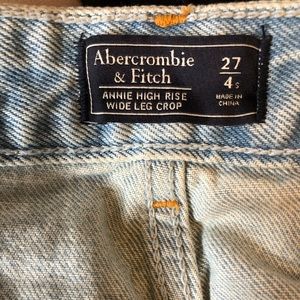 Abercrombie
& Fitch
ANNIE HIGH RISE
WIDE LEG CROP
27
4s
MADE IN
CHINA